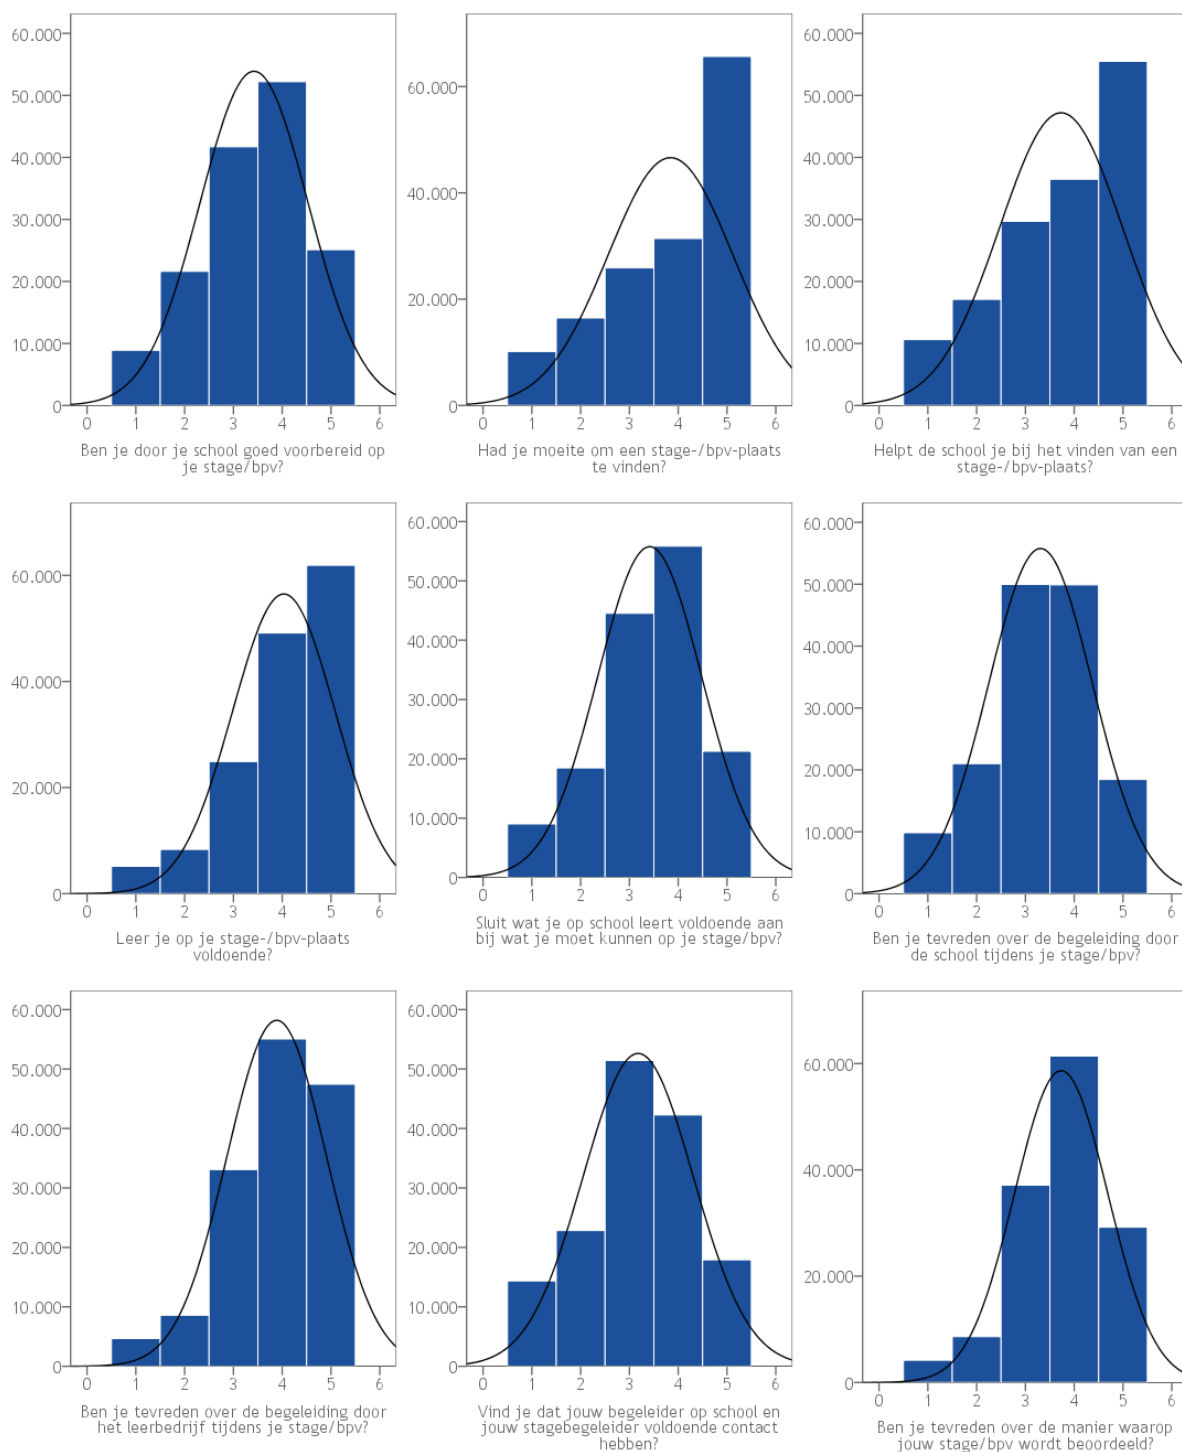 60.000
50.000
40.000
30.000
20.000
10.000
0
0 1 2 3 4 5 6
Ben je door je school goed voorbereid op
je stage/bpv?
60.000
40.000
20.000
0
0 1 2 3 4 5 6
Had je moeite om een stage-/bpv-plaats
te vinden?
60.000
50.000
40.000
30.000
20.000
10.000
0
0 1 2 3 4 5 6
Helpt de school je bij het vinden van een
stage-/bpv-plaats?
60.000
40.000
20.000
0
0 1 2 3 4 5 6
Leer je op je stage-/bpv-plaats
voldoende?
60.000
50.000
40.000
30.000
20.000
10.000
0
0 1 2 3 4 5 6
Sluit wat je op school leert voldoende aan
bij wat je moet kunnen op je stage/bpv?
60.000
50.000
40.000
30.000
20.000
10.000
0
0 1 2 3 4 5 6
Ben je tevreden over de begeleiding door
de school tijdens je stage/bpv?
60.000
50.000
40.000
30.000
20.000
10.000
0
0 1 2 3 4 5 6
Ben je tevreden over de begeleiding door
het leerbedrijf tijdens je stage/bpv?
60.000
50.000
40.000
30.000
20.000
10.000
0
0 1 2 3 4 5 6
Vind je dat jouw begeleider op school en
jouw stagebegeleider voldoende contact
hebben?
60.000
40.000
20.000
0
0 1 2 3 4 5 6
Ben je tevreden over de manier waarop
jouw stage/bpv wordt beoordeeld?